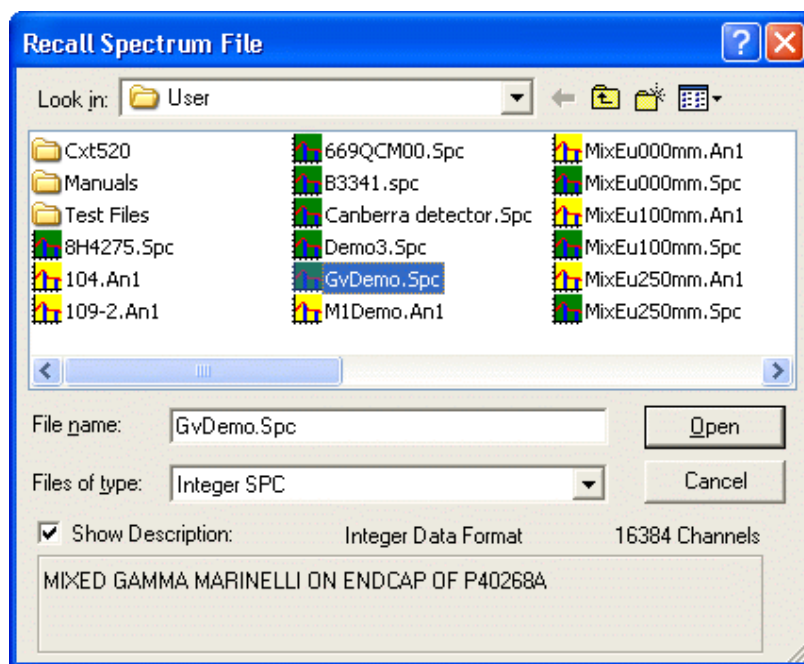 Recall Spectrum File
Look in: User
Cxt520
Manuals
Test Files
8H4275.Spc
104.An1
109-2.An1
669QCM00.Spc
B3341.spc
Canberra detector.Spc
Demo3.Spc
GvDemo.Spc
M1Demo.An1
MixEu000mm.An1
MixEu000mm.Spc
MixEu100mm.An1
MixEu100mm.Spc
MixEu250mm.An1
MixEu250mm.Spc
File name: GvDemo.Spc Open
Files of type: Integer SPC Cancel
Show Description: Integer Data Format 16384 Channels
MIXED GAMMA MARINELLI ON ENDCAP OF P40268A